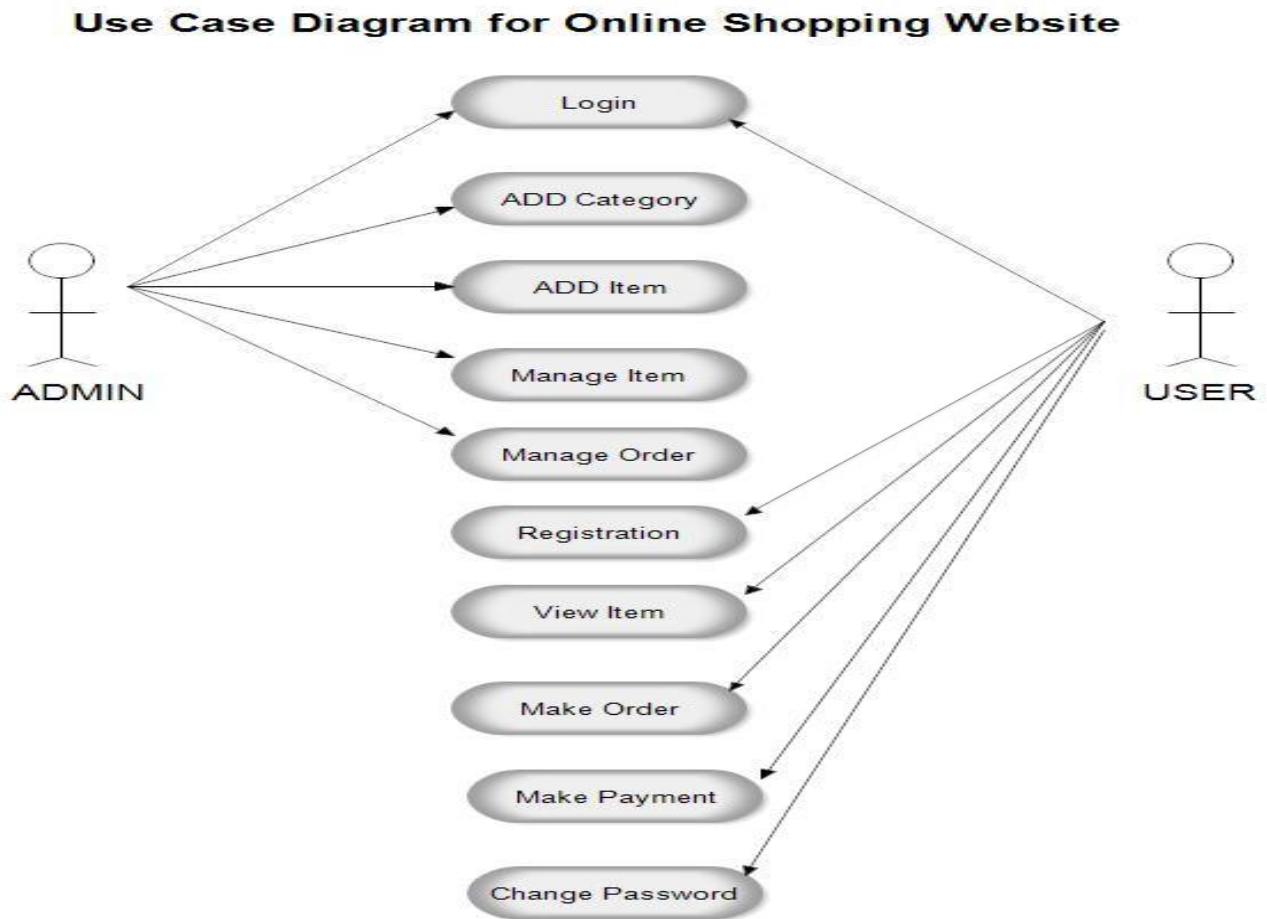 Use Case Diagram for Online Shopping Website
Login
ADD Category
ADD Item
Manage Item
ADMIN
USER
Manage Order
Registration
View Item
Make Order
Make Payment
Change Password